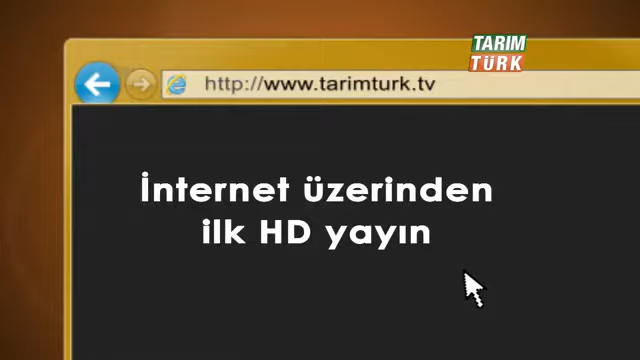 TARIM
TÜRK
http://www.tarimturk.tv
İnternet üzerinden
ilk HD yayın